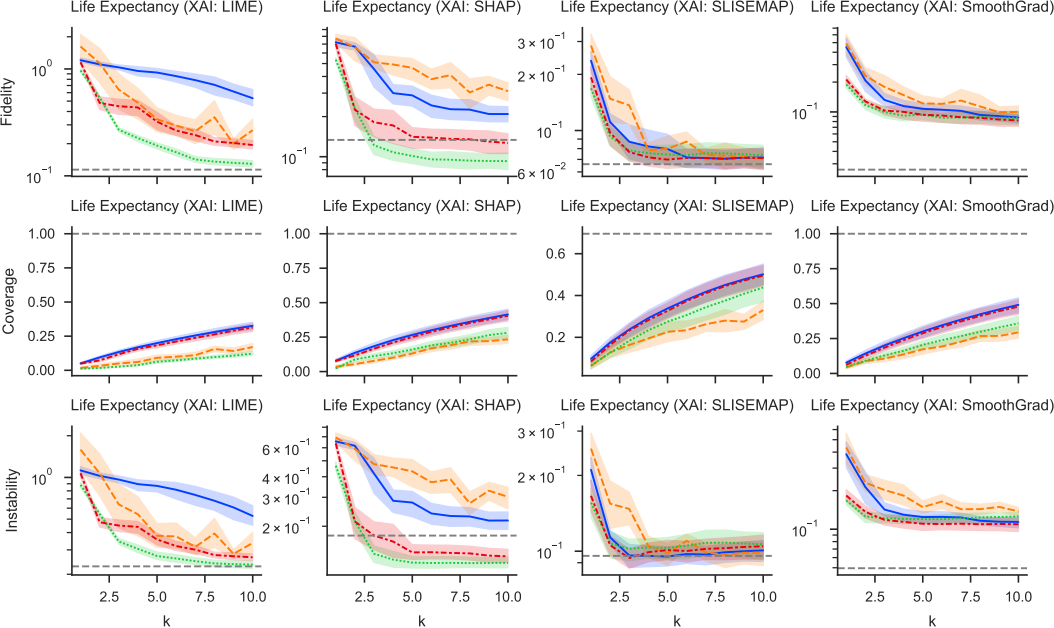 Life Expectancy (XAI: LIME) Life Expectancy (XAI: SHAP) Life Expectancy (XAI: SLISEMAP) Life Expectancy (XAI: SmoothGrad)
Fidelity
10⁰
10⁻¹
10⁻¹
3 × 10⁻¹
2 × 10⁻¹
10⁻¹
6 × 10⁻²
10⁻¹
Life Expectancy (XAI: LIME) Life Expectancy (XAI: SHAP) Life Expectancy (XAI: SLISEMAP) Life Expectancy (XAI: SmoothGrad)
Coverage
1.00
0.75
0.50
0.25
0.00
1.00
0.75
0.50
0.25
0.00
0.6
0.4
0.2
1.00
0.75
0.50
0.25
0.00
Life Expectancy (XAI: LIME) Life Expectancy (XAI: SHAP) Life Expectancy (XAI: SLISEMAP) Life Expectancy (XAI: SmoothGrad)
Instability
10⁰
6 × 10⁻¹
4 × 10⁻¹
3 × 10⁻¹
2 × 10⁻¹
3 × 10⁻¹
2 × 10⁻¹
10⁻¹
10⁻¹
2.5 5.0 7.5 10.0 2.5 5.0 7.5 10.0 2.5 5.0 7.5 10.0 2.5 5.0 7.5 10.0
k k k k